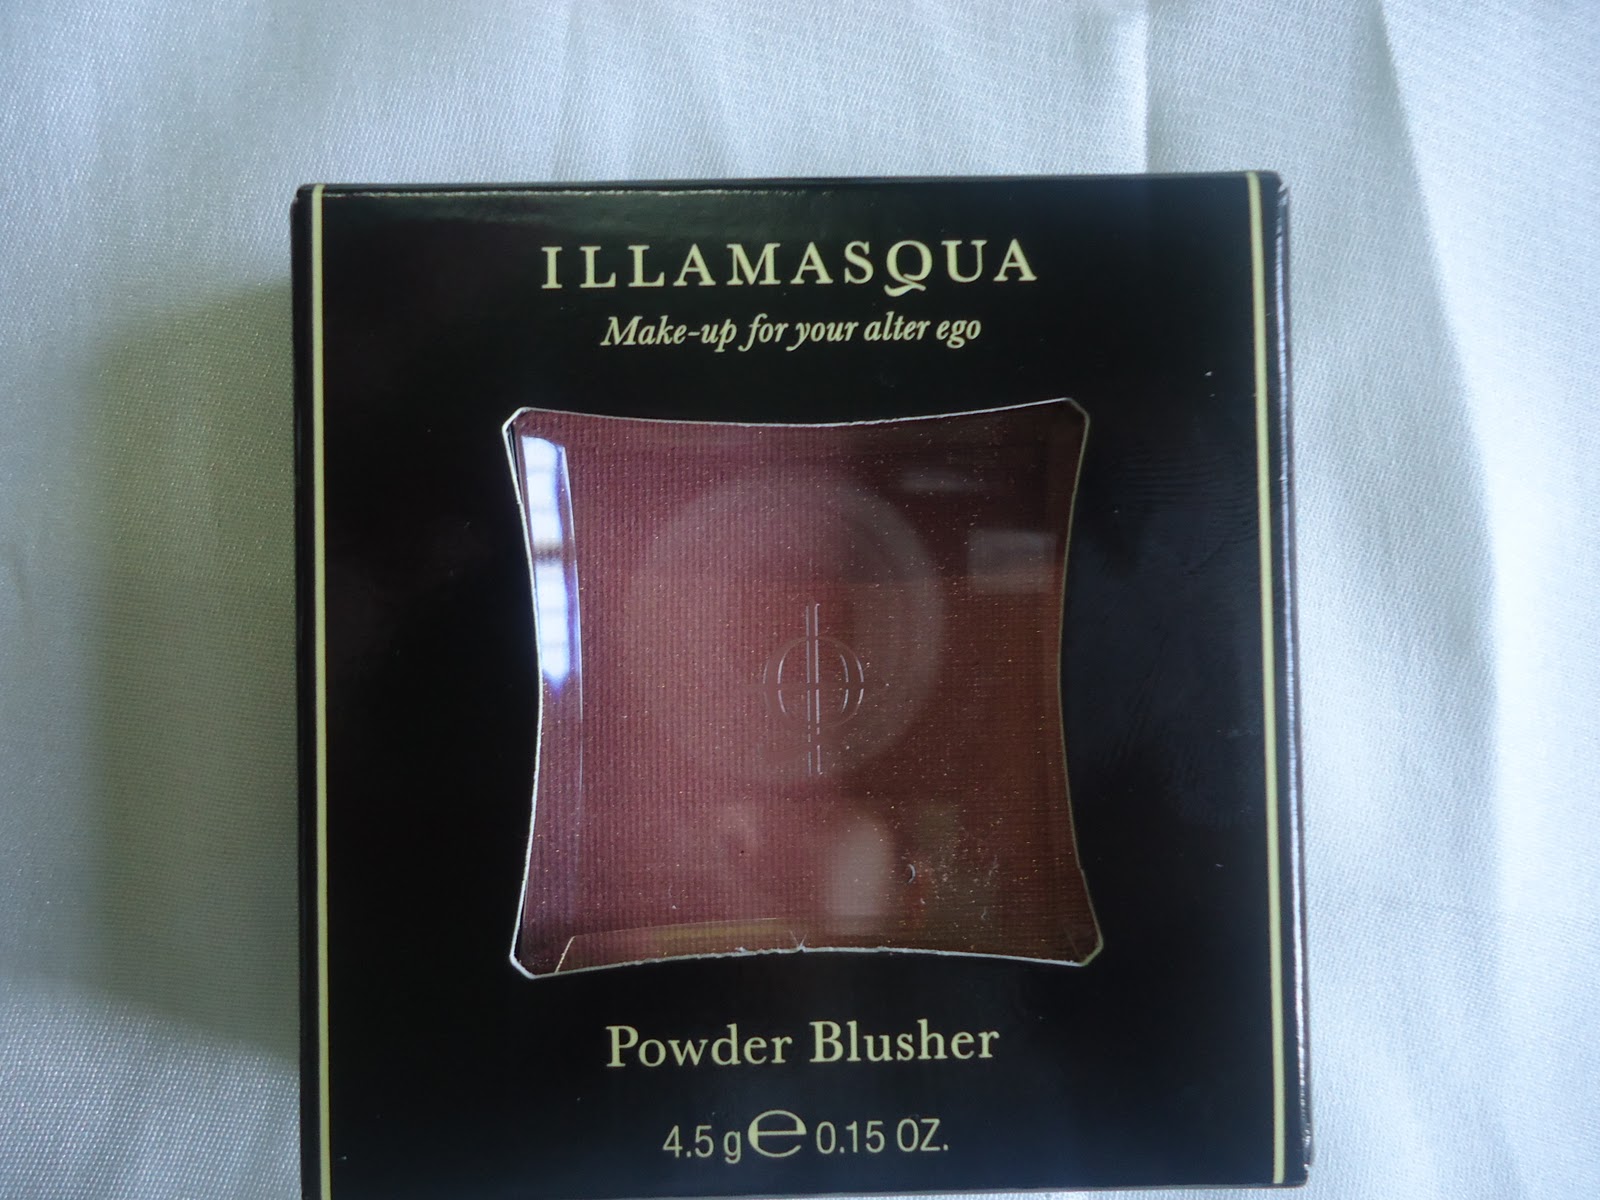 ILLAMASQUA
Make-up for your alter ego
Powder Blusher
4.5 g ℮ 0.15 OZ.